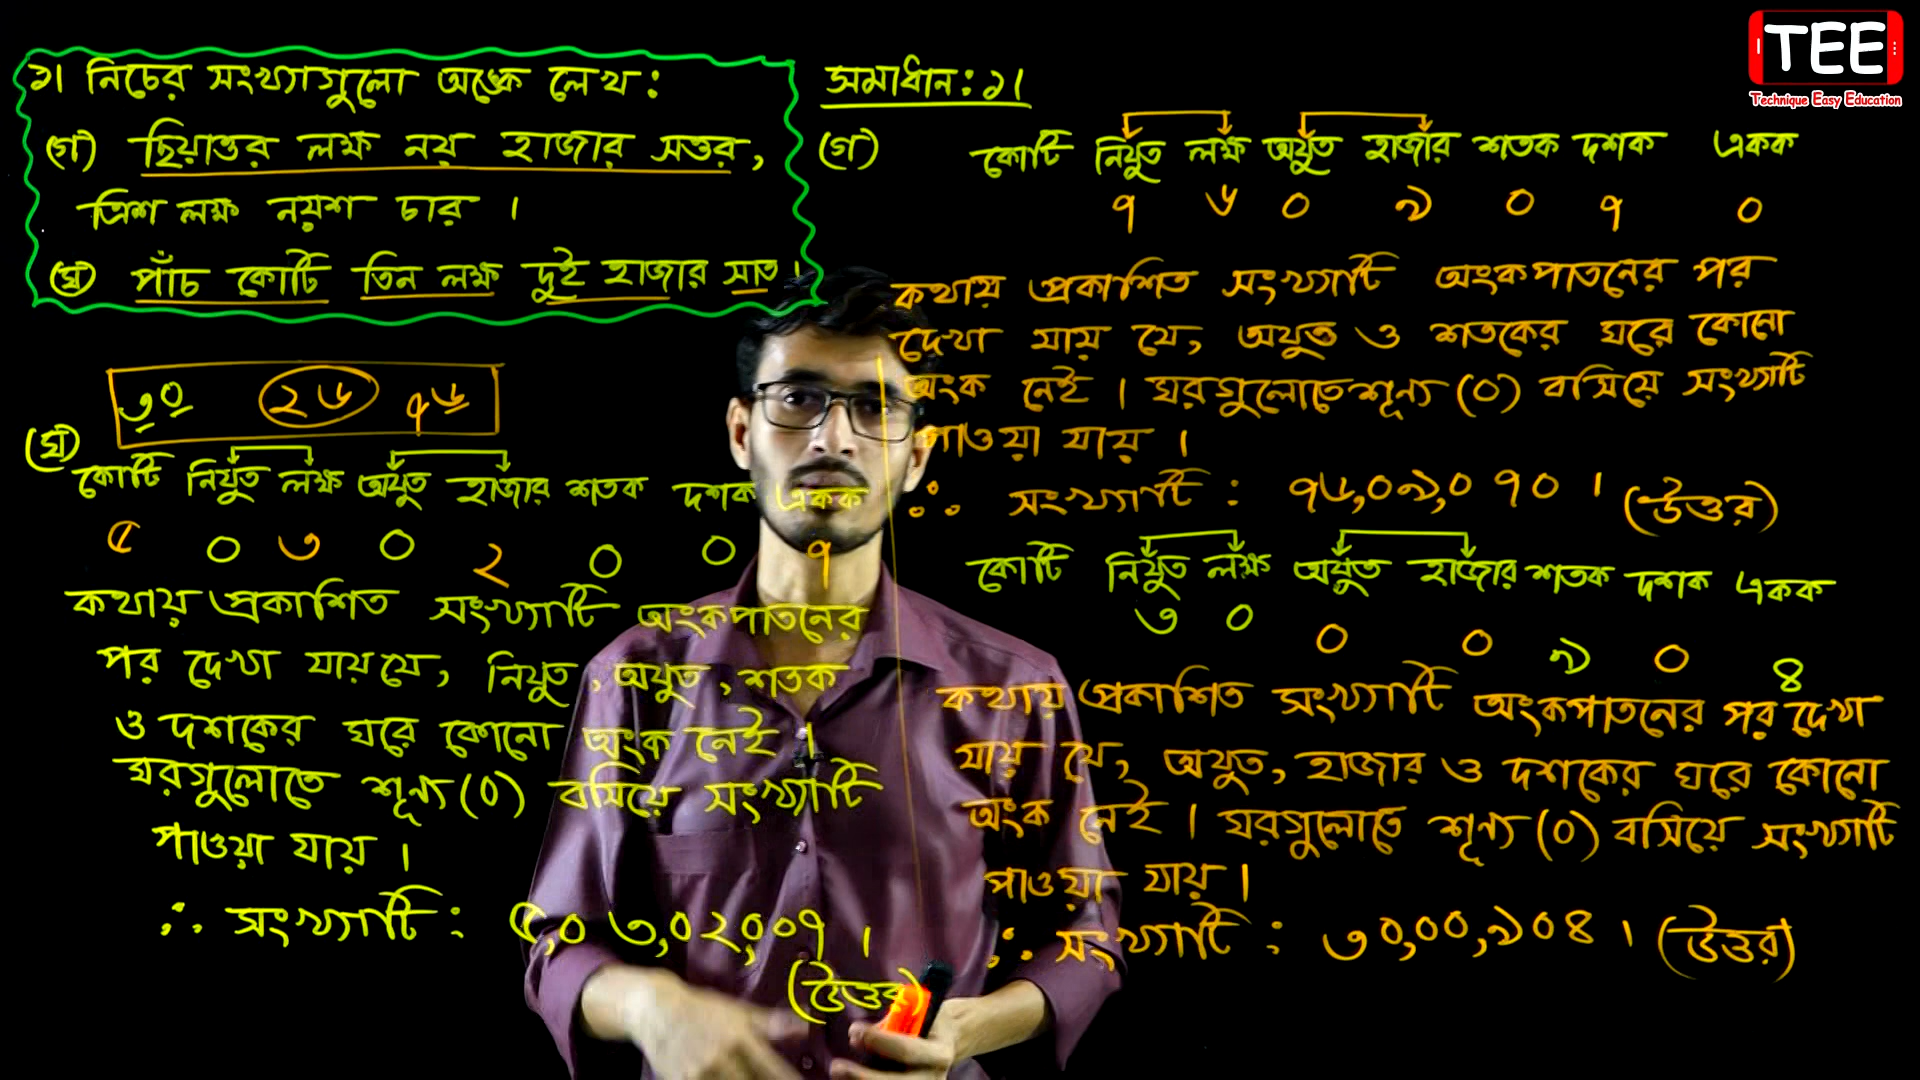 TEE
Technique Easy Education
১। নিচের সংখ্যাগুলো অঙ্কে লেখ :
(গ) ছিয়াত্তর লক্ষ নয় হাজার সত্তর,
ত্রিশ লক্ষ নয়শ চার ।
(ঘ) পাঁচ কোটি তিন লক্ষ দুই হাজার সাত ।
৩০ ২৬ ৭৬
(ঘ)
কোটি নিযুত লক্ষ অযুত হাজার শতক দশক একক
৫ ০ ৩ ০ ২ ০ ০ ৭
কথায় প্রকাশিত সংখ্যাটি অংকপাতনের
পর দেখা যায় যে, নিযুত, অযুত, শতক
ও দশকের ঘরে কোনো অংক নেই ।
ঘরগুলোতে শূন্য (০) বসিয়ে সংখ্যাটি
পাওয়া যায় ।
∴ সংখ্যাটি : ৫,০৩,০২,০০৭ ।
(উত্তর)
সমাধান : ১।
(গ) কোটি নিযুত লক্ষ অযুত হাজার শতক দশক একক
৭ ৬ ০ ৯ ০ ৭ ০
কথায় প্রকাশিত সংখ্যাটি অংকপাতনের পর
দেখা যায় যে, অযুত ও শতকের ঘরে কোনো
অংক নেই । ঘরগুলোতে শূন্য (০) বসিয়ে সংখ্যাটি
পাওয়া যায় ।
∴ সংখ্যাটি : ৭৬,০৯,০৭০ । (উত্তর)
কোটি নিযুত লক্ষ অযুত হাজার শতক দশক একক
৩ ০ ০ ০ ৯ ০ ৪
কথায় প্রকাশিত সংখ্যাটি অংকপাতনের পর দেখা
যায় যে, অযুত, হাজার ও দশকের ঘরে কোনো
অংক নেই । ঘরগুলোতে শূন্য (০) বসিয়ে সংখ্যাটি
পাওয়া যায় ।
∴ সংখ্যাটি : ৩০,০০,৯০৪ । (উত্তর)